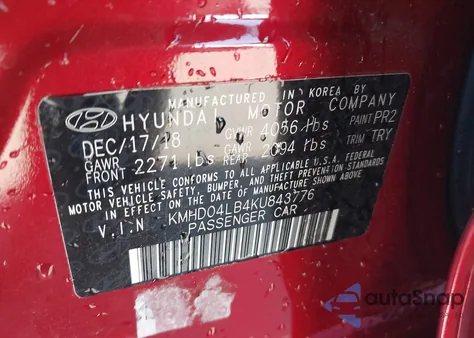 MANUFACTURED IN KOREA BY
HYUNDAI MOTOR COMPANY
DEC/17/18 GVWR 4056 lbs PAINT PR2
GAWR FRONT 2271 lbs GAWR REAR 2094 lbs TRIM TRY
THIS VEHICLE CONFORMS TO ALL APPLICABLE U.S.A. FEDERAL
MOTOR VEHICLE SAFETY, BUMPER, AND THEFT PREVENTION STANDARDS
IN EFFECT ON THE DATE OF MANUFACTURE SHOWN ABOVE.
V.I.N KMHD04LB4KU843776
PASSENGER CAR
autoSnap